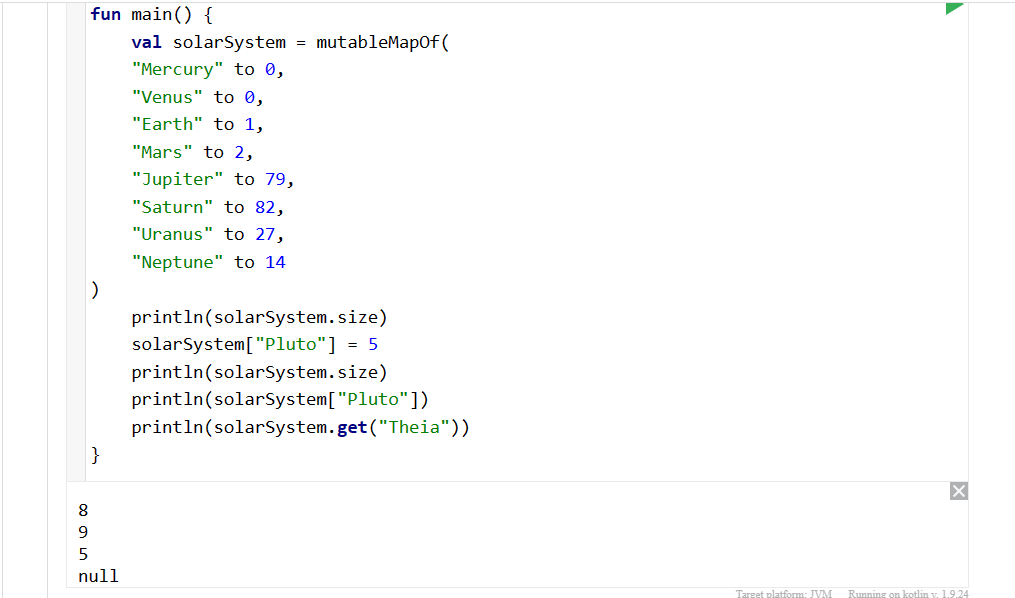 fun main() {
    val solarSystem = mutableMapOf(
    "Mercury" to 0,
    "Venus" to 0,
    "Earth" to 1,
    "Mars" to 2,
    "Jupiter" to 79,
    "Saturn" to 82,
    "Uranus" to 27,
    "Neptune" to 14
)
    println(solarSystem.size)
    solarSystem["Pluto"] = 5
    println(solarSystem.size)
    println(solarSystem["Pluto"])
    println(solarSystem.get("Theia"))
}
8
9
5
null
Target platform: JVM Running on kotlin v. 1.9.24